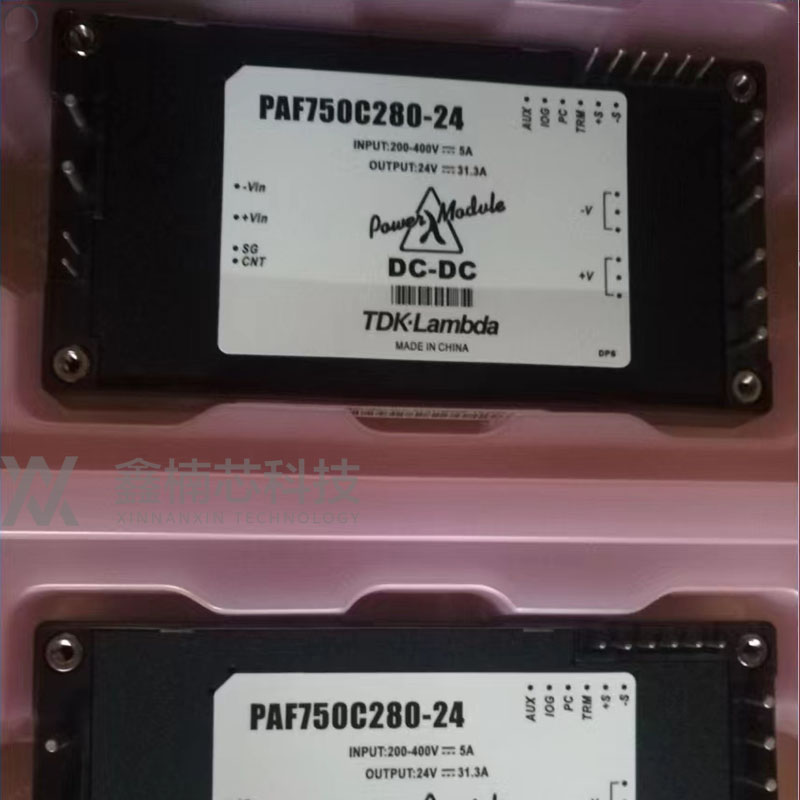 PAF750C280-24
INPUT:200-400V ⎓ 5A
OUTPUT:24V ⎓ 31.3A
AUX
IOG
PC
TRM
+S
-S
-Vin
+Vin
SG
CNT
Power λ Module
-V
+V
DC-DC
TDK·Lambda
MADE IN CHINA
DPS
鑫楠芯科技
XINNANXIN TECHNOLOGY
PAF750C280-24
INPUT:200-400V ⎓ 5A
OUTPUT:24V ⎓ 31.3A
AUX
IOG
PC
TRM
+S
-S